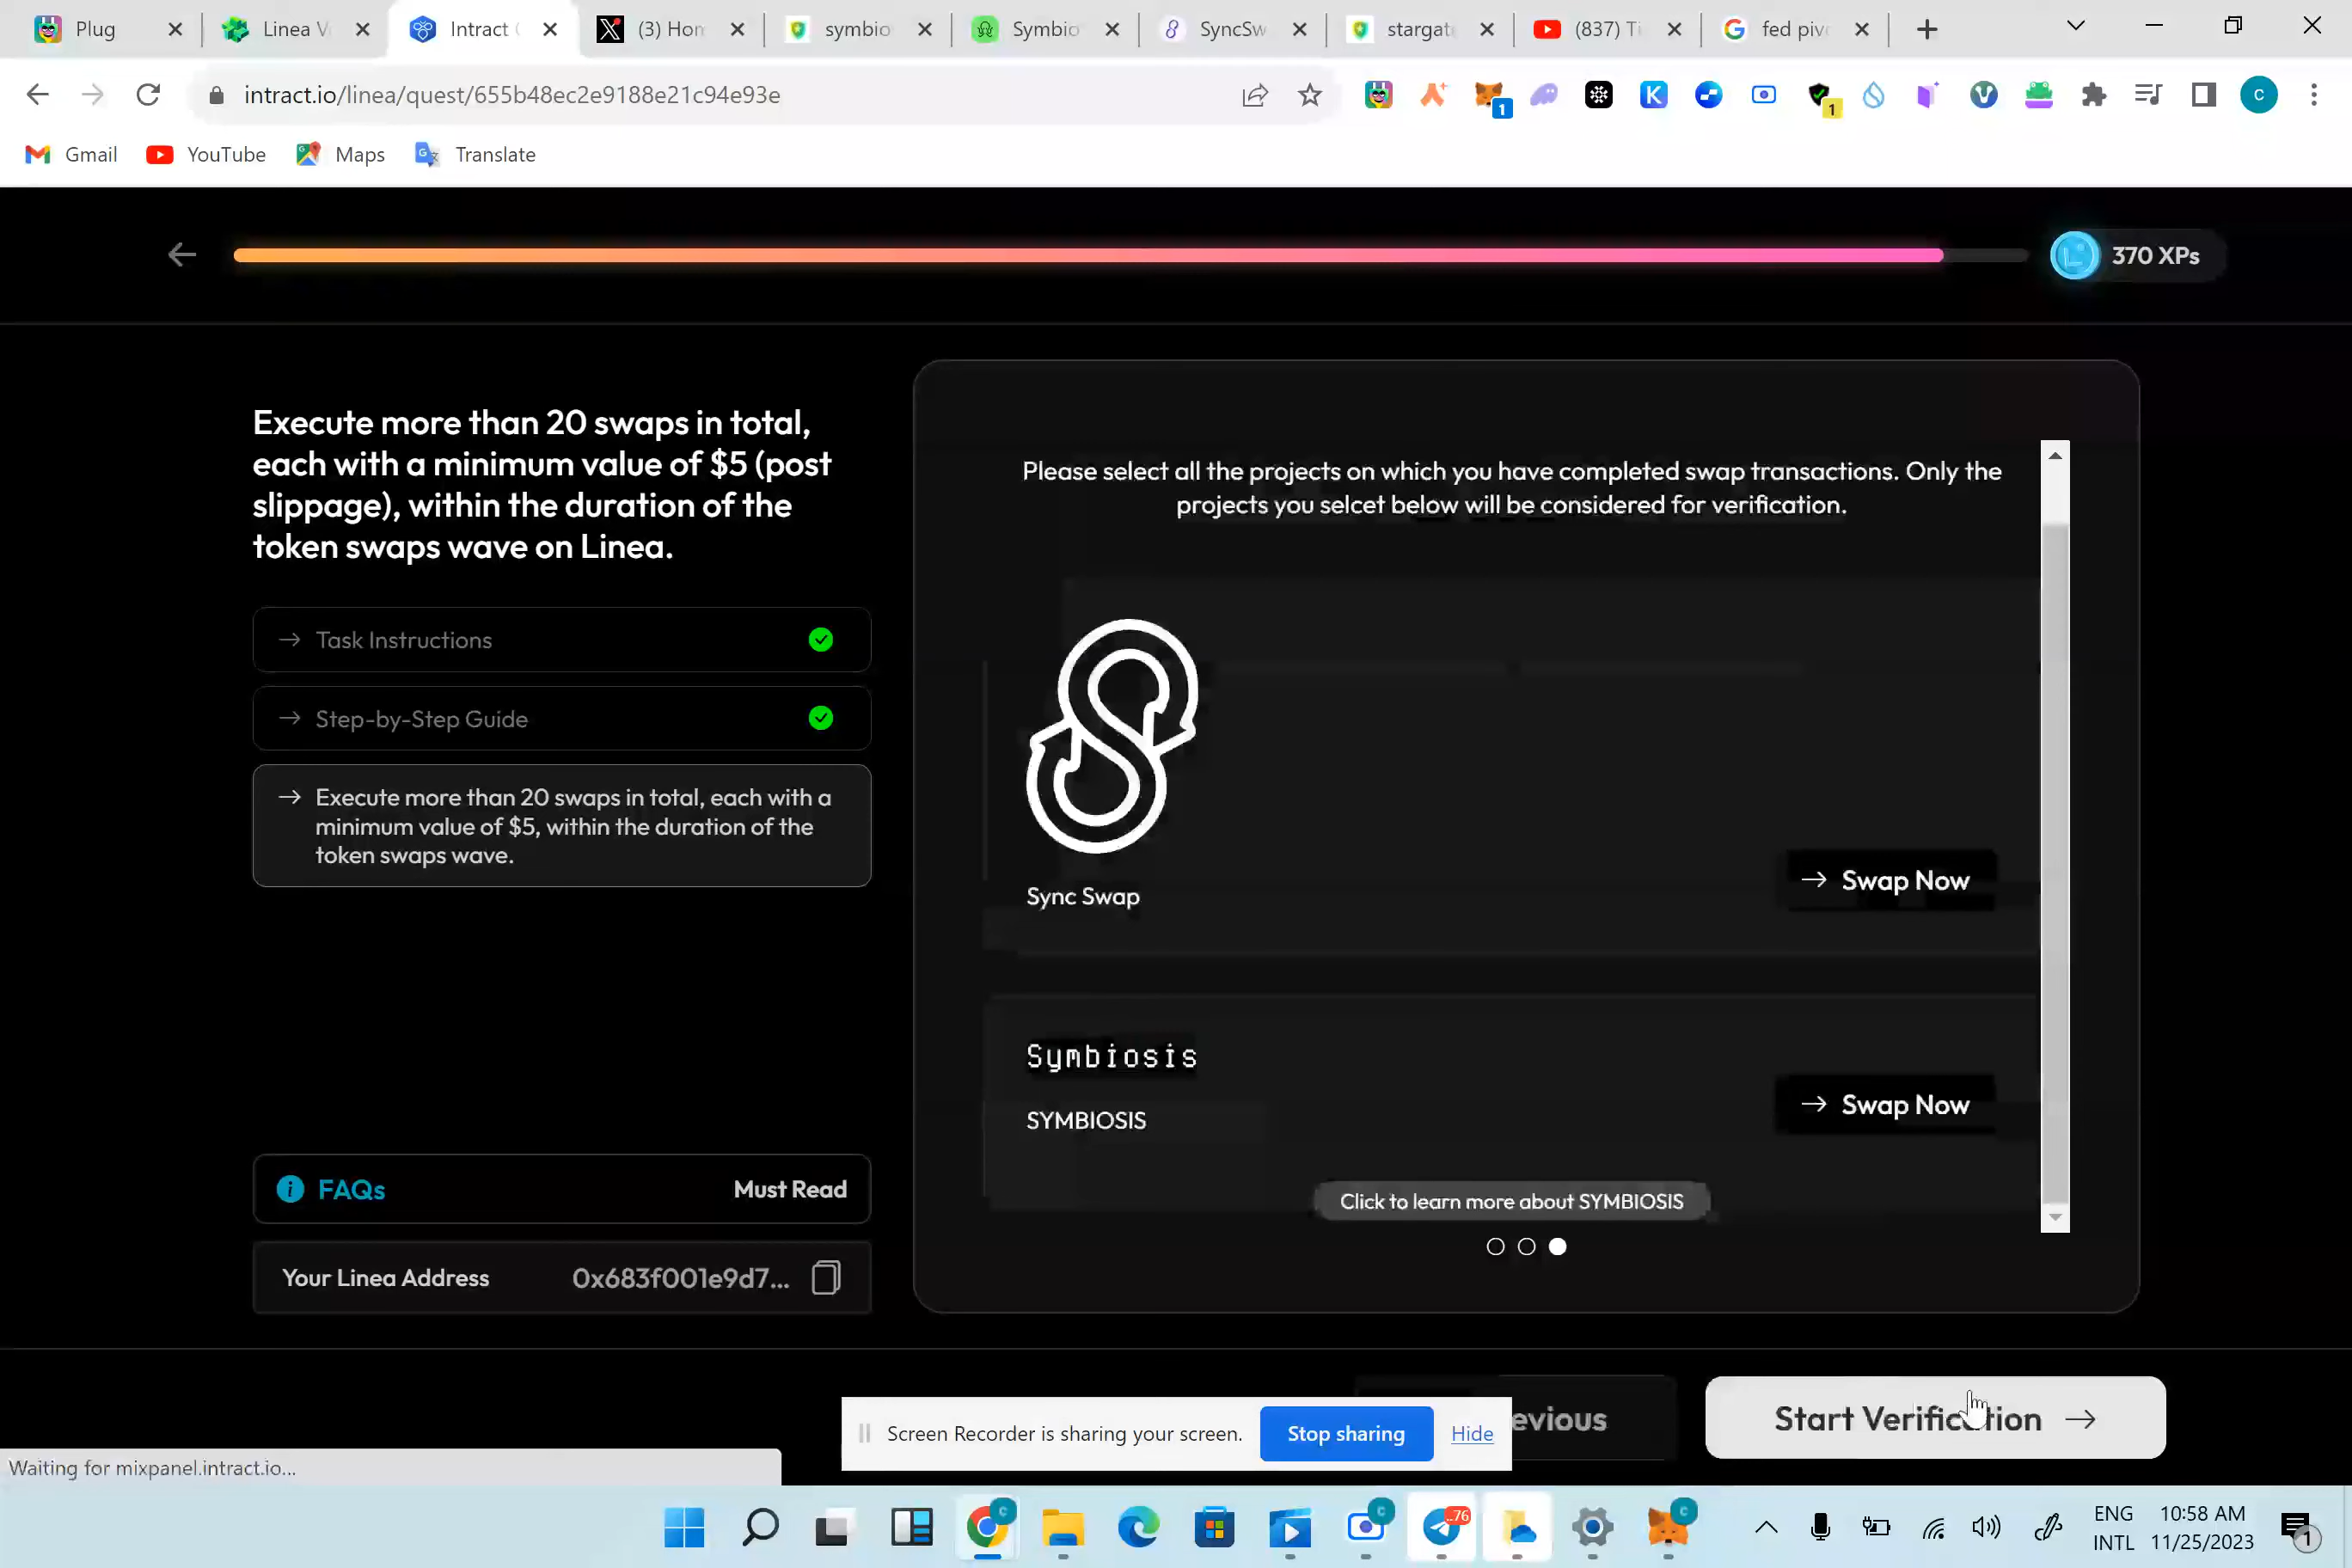 Plug
Linea V
Intract
(3) Hom
symbio
Symbio
SyncSw
stargat
(837) Ti
fed piv
intract.io/linea/quest/655b48ec2e9188e21c94e93e
1
1
c
Gmail
YouTube
Maps
Translate
370 XPs
Execute more than 20 swaps in total,
each with a minimum value of $5 (post
slippage), within the duration of the
token swaps wave on Linea.
Task Instructions
Step-by-Step Guide
Execute more than 20 swaps in total, each with a
minimum value of $5, within the duration of the
token swaps wave.
FAQs
Must Read
Your Linea Address
0x683f001e9d7...
Please select all the projects on which you have completed swap transactions. Only the
projects you selcet below will be considered for verification.
Sync Swap
Swap Now
Symbiosis
SYMBIOSIS
Swap Now
Click to learn more about SYMBIOSIS
evious
Start Verification
Screen Recorder is sharing your screen.
Stop sharing
Hide
Waiting for mixpanel.intract.io...
ENG
INTL
10:58 AM
11/25/2023
1